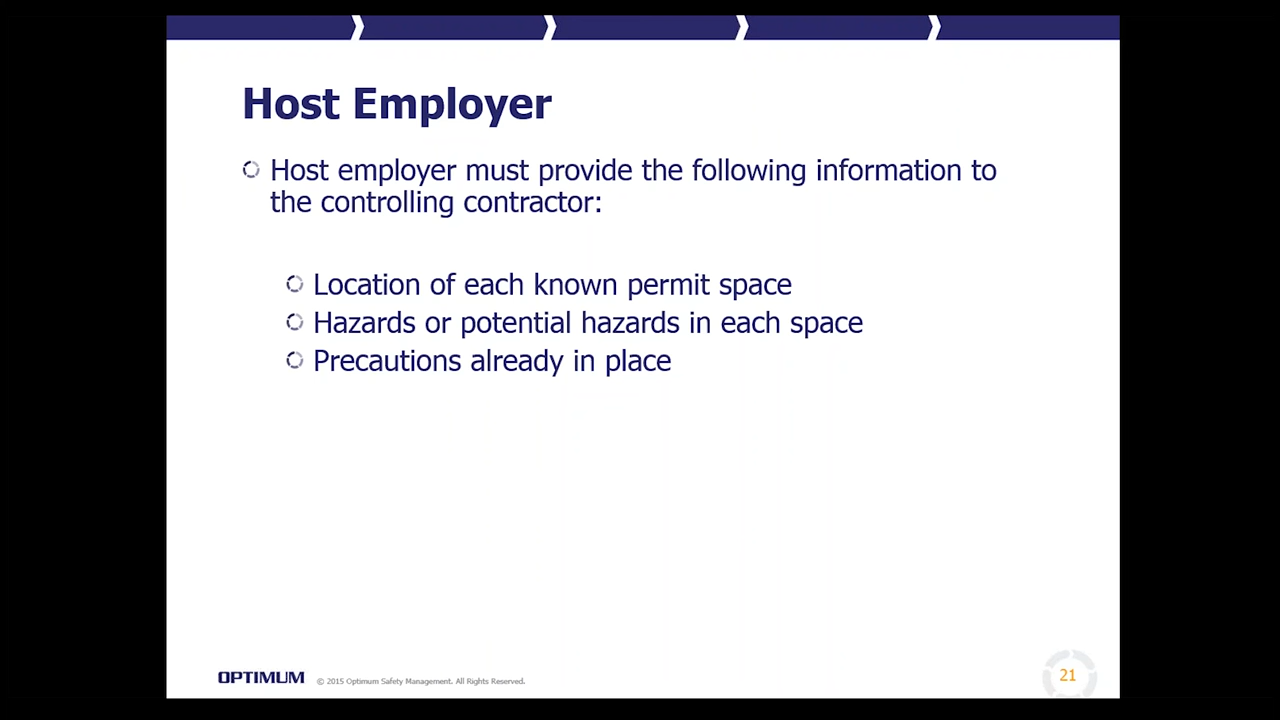 Host Employer
Host employer must provide the following information to
the controlling contractor:
Location of each known permit space
Hazards or potential hazards in each space
Precautions already in place
OPTIMUM © 2015 Optimum Safety Management. All Rights Reserved.
21